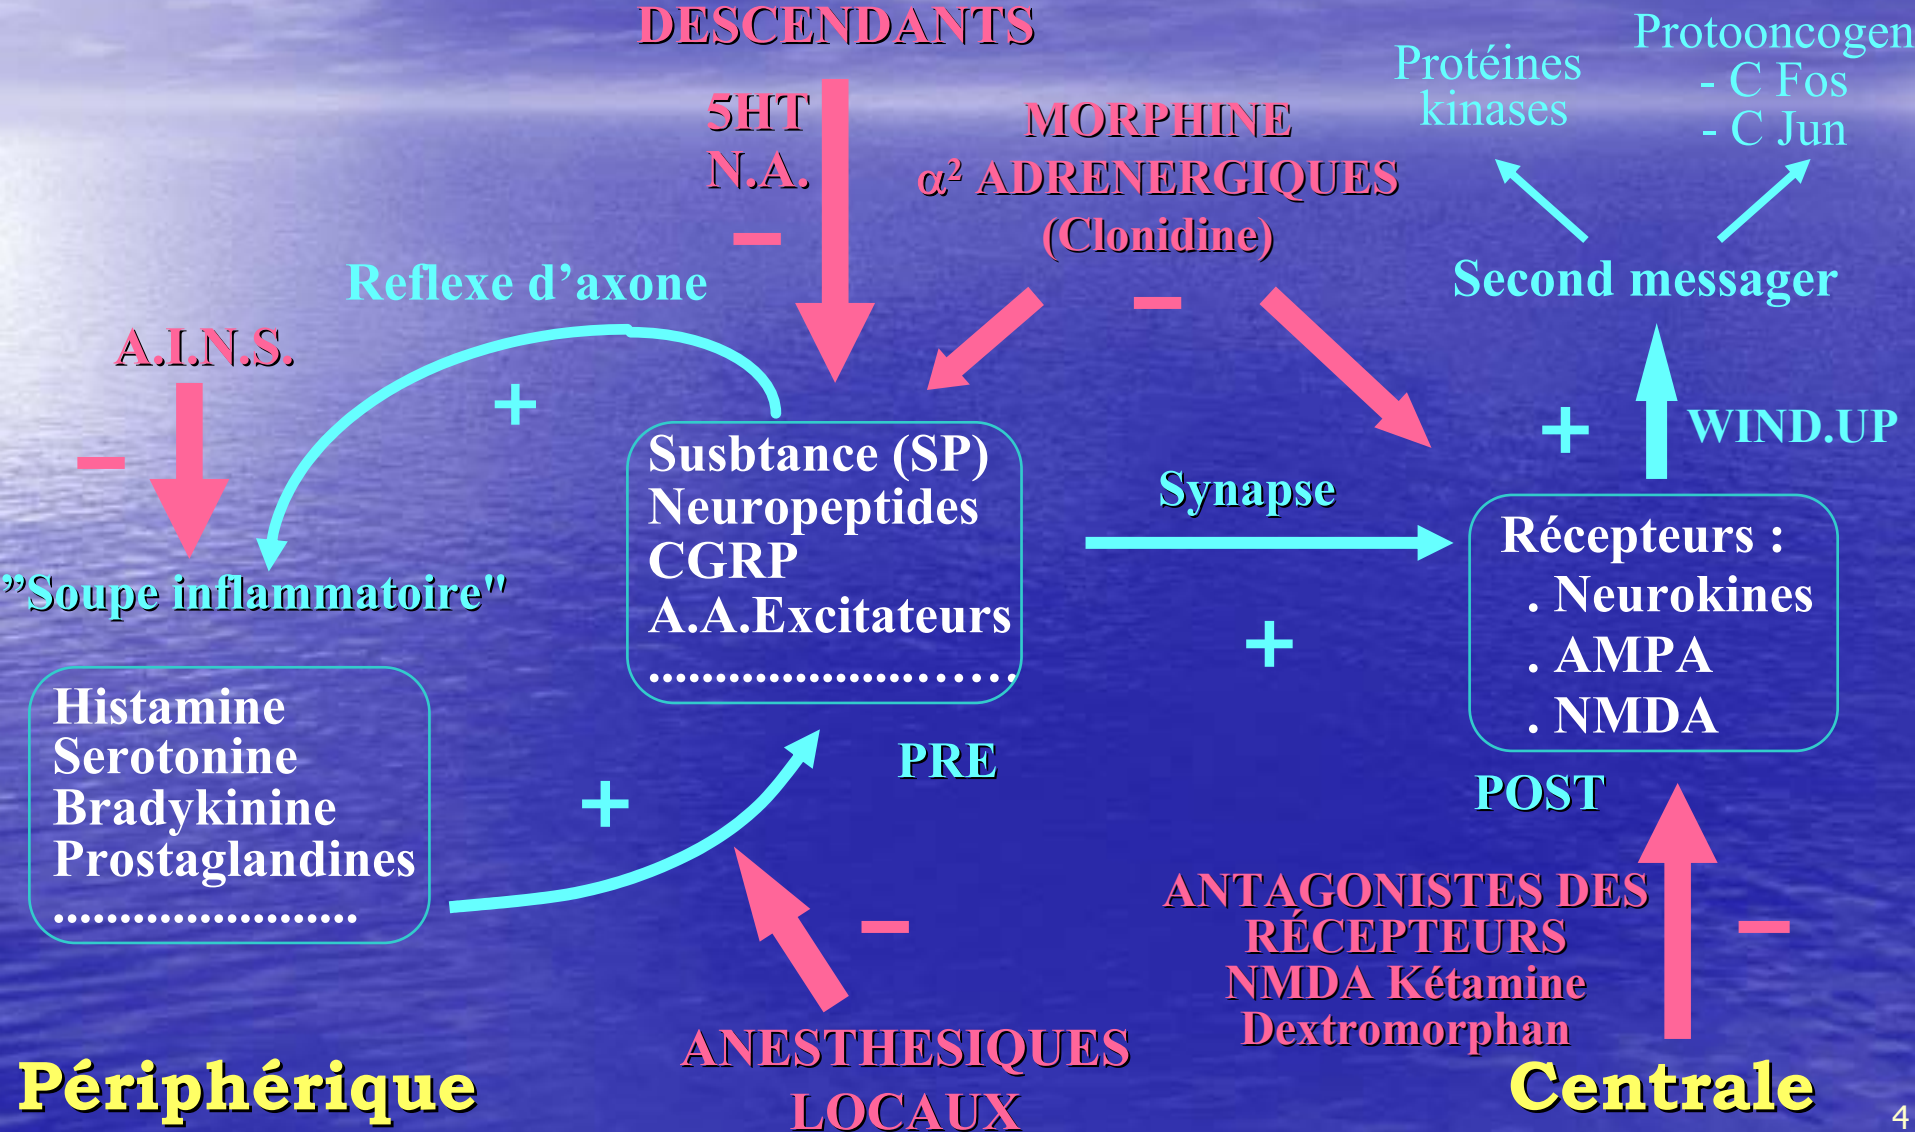 DESCENDANTS
5HT
N.A.
MORPHINE
α² ADRENERGIQUES
(Clonidine)
–
–
Protéines
kinases
Protooncogen
- C Fos
- C Jun
Second messager
+
WIND.UP
Reflexe d’axone
+
A.I.N.S.
–
”Soupe inflammatoire"
Histamine
Serotonine
Bradykinine
Prostaglandines
.......................
+
Susbtance (SP)
Neuropeptides
CGRP
A.A.Excitateurs
....................……
PRE
Synapse
+
Récepteurs :
. Neurokines
. AMPA
. NMDA
POST
–
ANESTHESIQUES
LOCAUX
ANTAGONISTES DES
RÉCEPTEURS
NMDA Kétamine
Dextromorphan
–
Périphérique
Centrale
4